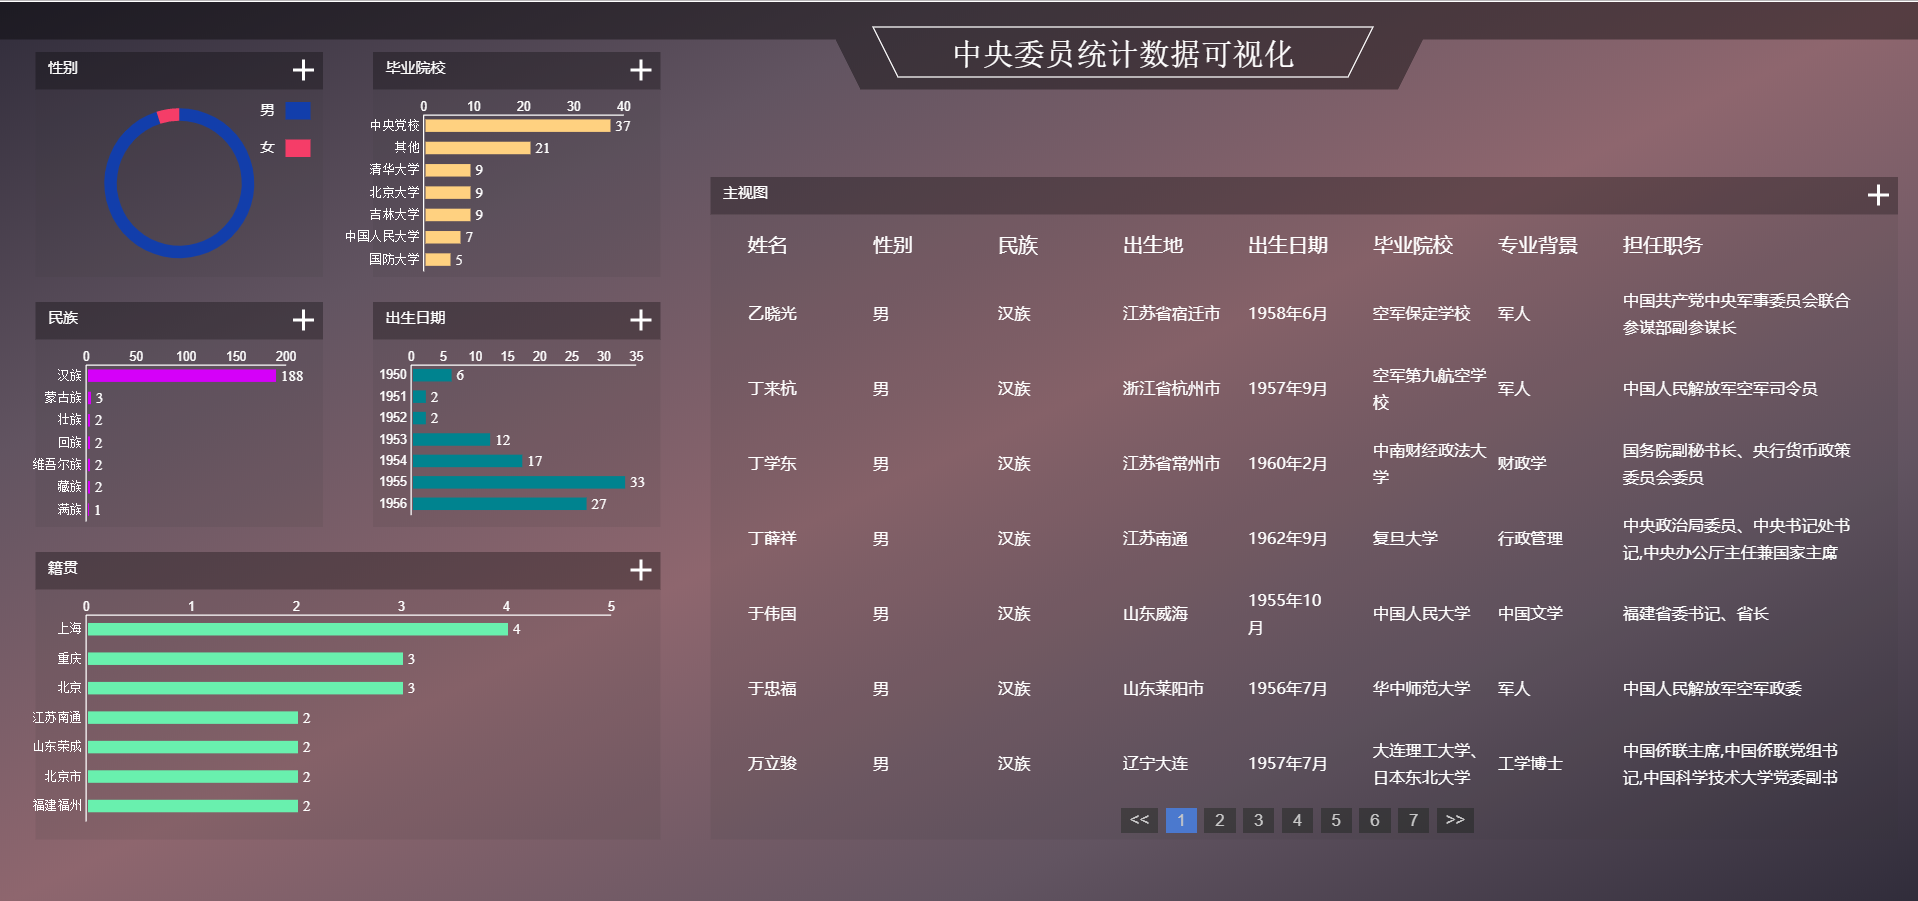 中央委员统计数据可视化
性别
男
女
毕业院校
0 10 20 30 40
中央党校 37
其他 21
清华大学 9
北京大学 9
吉林大学 9
中国人民大学 7
国防大学 5
民族
0 50 100 150 200
汉族 188
蒙古族 3
壮族 2
回族 2
维吾尔族 2
藏族 2
满族 1
出生日期
0 5 10 15 20 25 30 35
1950 6
1951 2
1952 2
1953 12
1954 17
1955 33
1956 27
籍贯
0 1 2 3 4 5
上海 4
重庆 3
北京 3
江苏南通 2
山东荣成 2
北京市 2
福建福州 2
主视图
姓名 性别 民族 出生地 出生日期 毕业院校 专业背景 担任职务
乙晓光 男 汉族 江苏省宿迁市 1958年6月 空军保定学校 军人 中国共产党中央军事委员会联合
参谋部副参谋长
丁来杭 男 汉族 浙江省杭州市 1957年9月 空军第九航空学
校 军人 中国人民解放军空军司令员
丁学东 男 汉族 江苏省常州市 1960年2月 中南财经政法大
学 财政学 国务院副秘书长、央行货币政策
委员会委员
丁薛祥 男 汉族 江苏南通 1962年9月 复旦大学 行政管理 中央政治局委员、中央书记处书
记,中央办公厅主任兼国家主席
于伟国 男 汉族 山东威海 1955年10
月 中国人民大学 中国文学 福建省委书记、省长
于忠福 男 汉族 山东莱阳市 1956年7月 华中师范大学 军人 中国人民解放军空军政委
万立骏 男 汉族 辽宁大连 1957年7月 大连理工大学、
日本东北大学 工学博士 中国侨联主席,中国侨联党组书
记,中国科学技术大学党委副书
<< 1 2 3 4 5 6 7 >>